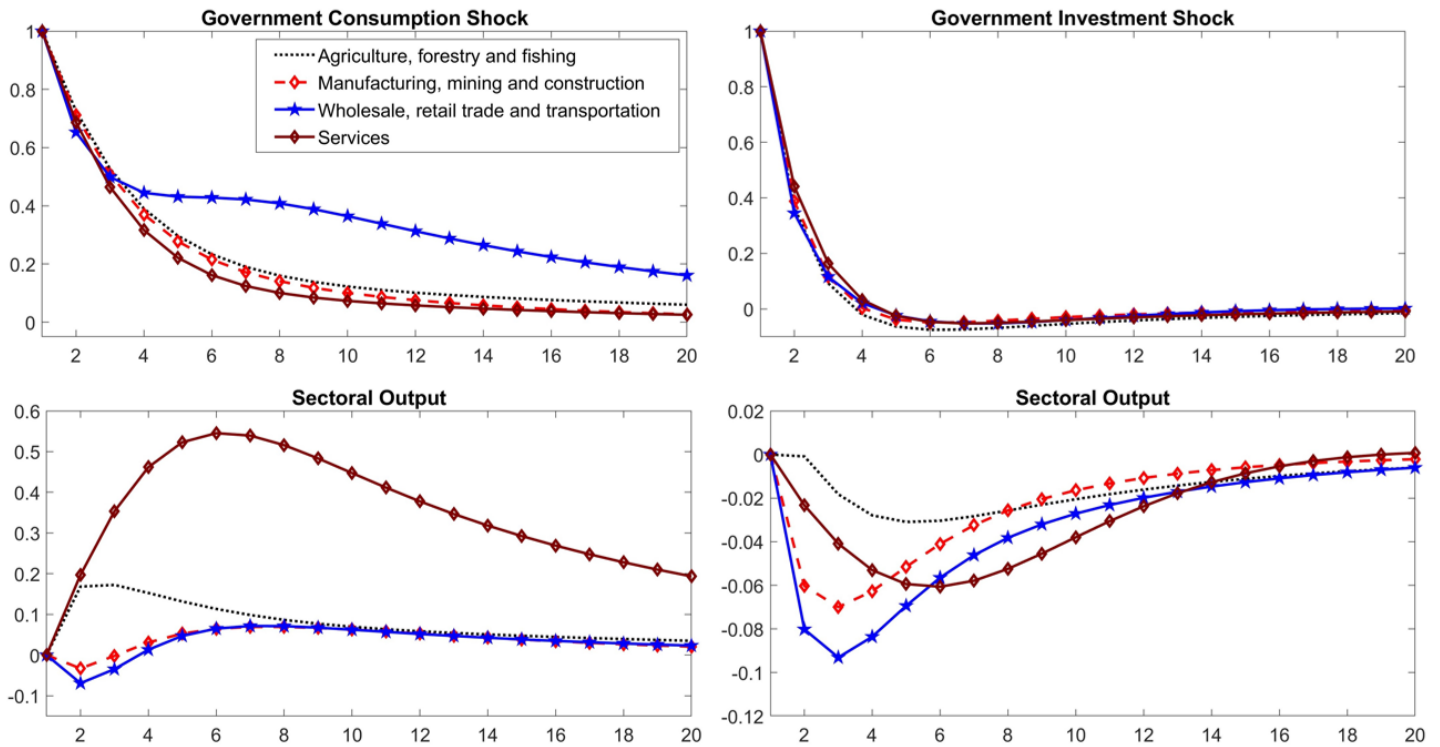 Government Consumption Shock
1
0.8
0.6
0.4
0.2
0
2 4 6 8 10 12 14 16 18 20
Agriculture, forestry and fishing
Manufacturing, mining and construction
Wholesale, retail trade and transportation
Services
Government Investment Shock
1
0.8
0.6
0.4
0.2
0
2 4 6 8 10 12 14 16 18 20
Sectoral Output
0.6
0.5
0.4
0.3
0.2
0.1
0
-0.1
2 4 6 8 10 12 14 16 18 20
Sectoral Output
0.02
0
-0.02
-0.04
-0.06
-0.08
-0.1
-0.12
2 4 6 8 10 12 14 16 18 20